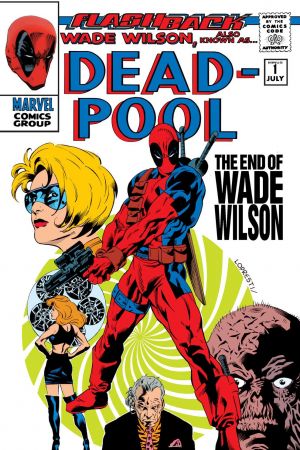 FLASHBACK
WADE WILSON, ALSO KNOWN AS...
DEAD-
POOL
MARVEL
COMICS
GROUP
APPROVED
BY THE
COMICS
CODE
AUTHORITY
1
JULY
THE END OF
WADE
WILSON
LOPRESTI